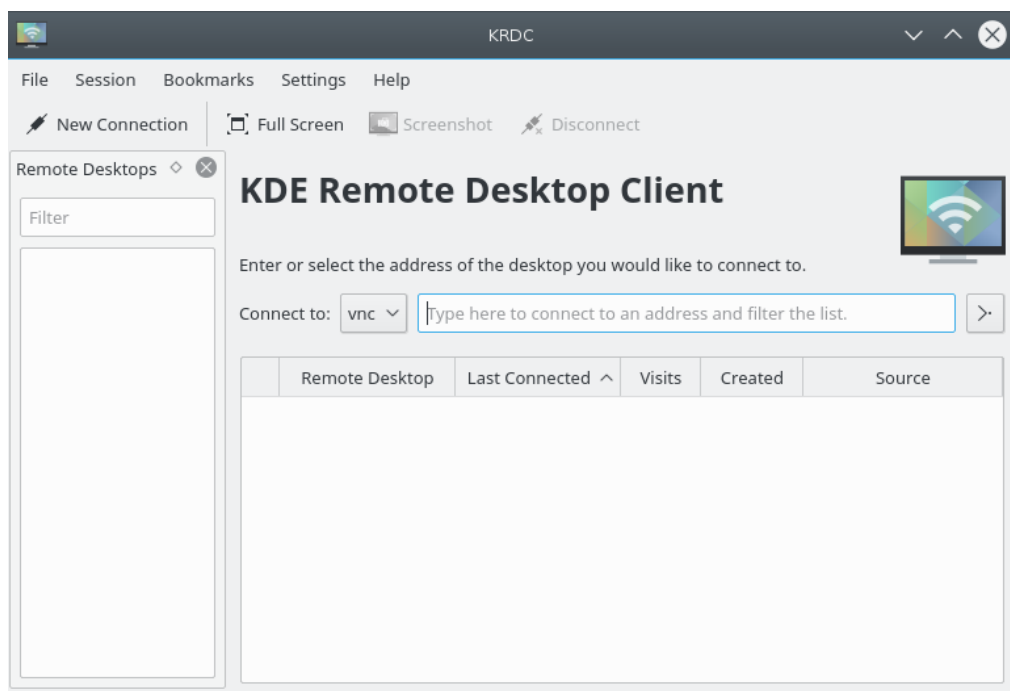 KRDC
File Session Bookmarks Settings Help
New Connection Full Screen Screenshot Disconnect
Remote Desktops
Filter
KDE Remote Desktop Client
Enter or select the address of the desktop you would like to connect to.
Connect to: vnc Type here to connect to an address and filter the list.
Remote Desktop Last Connected Visits Created Source